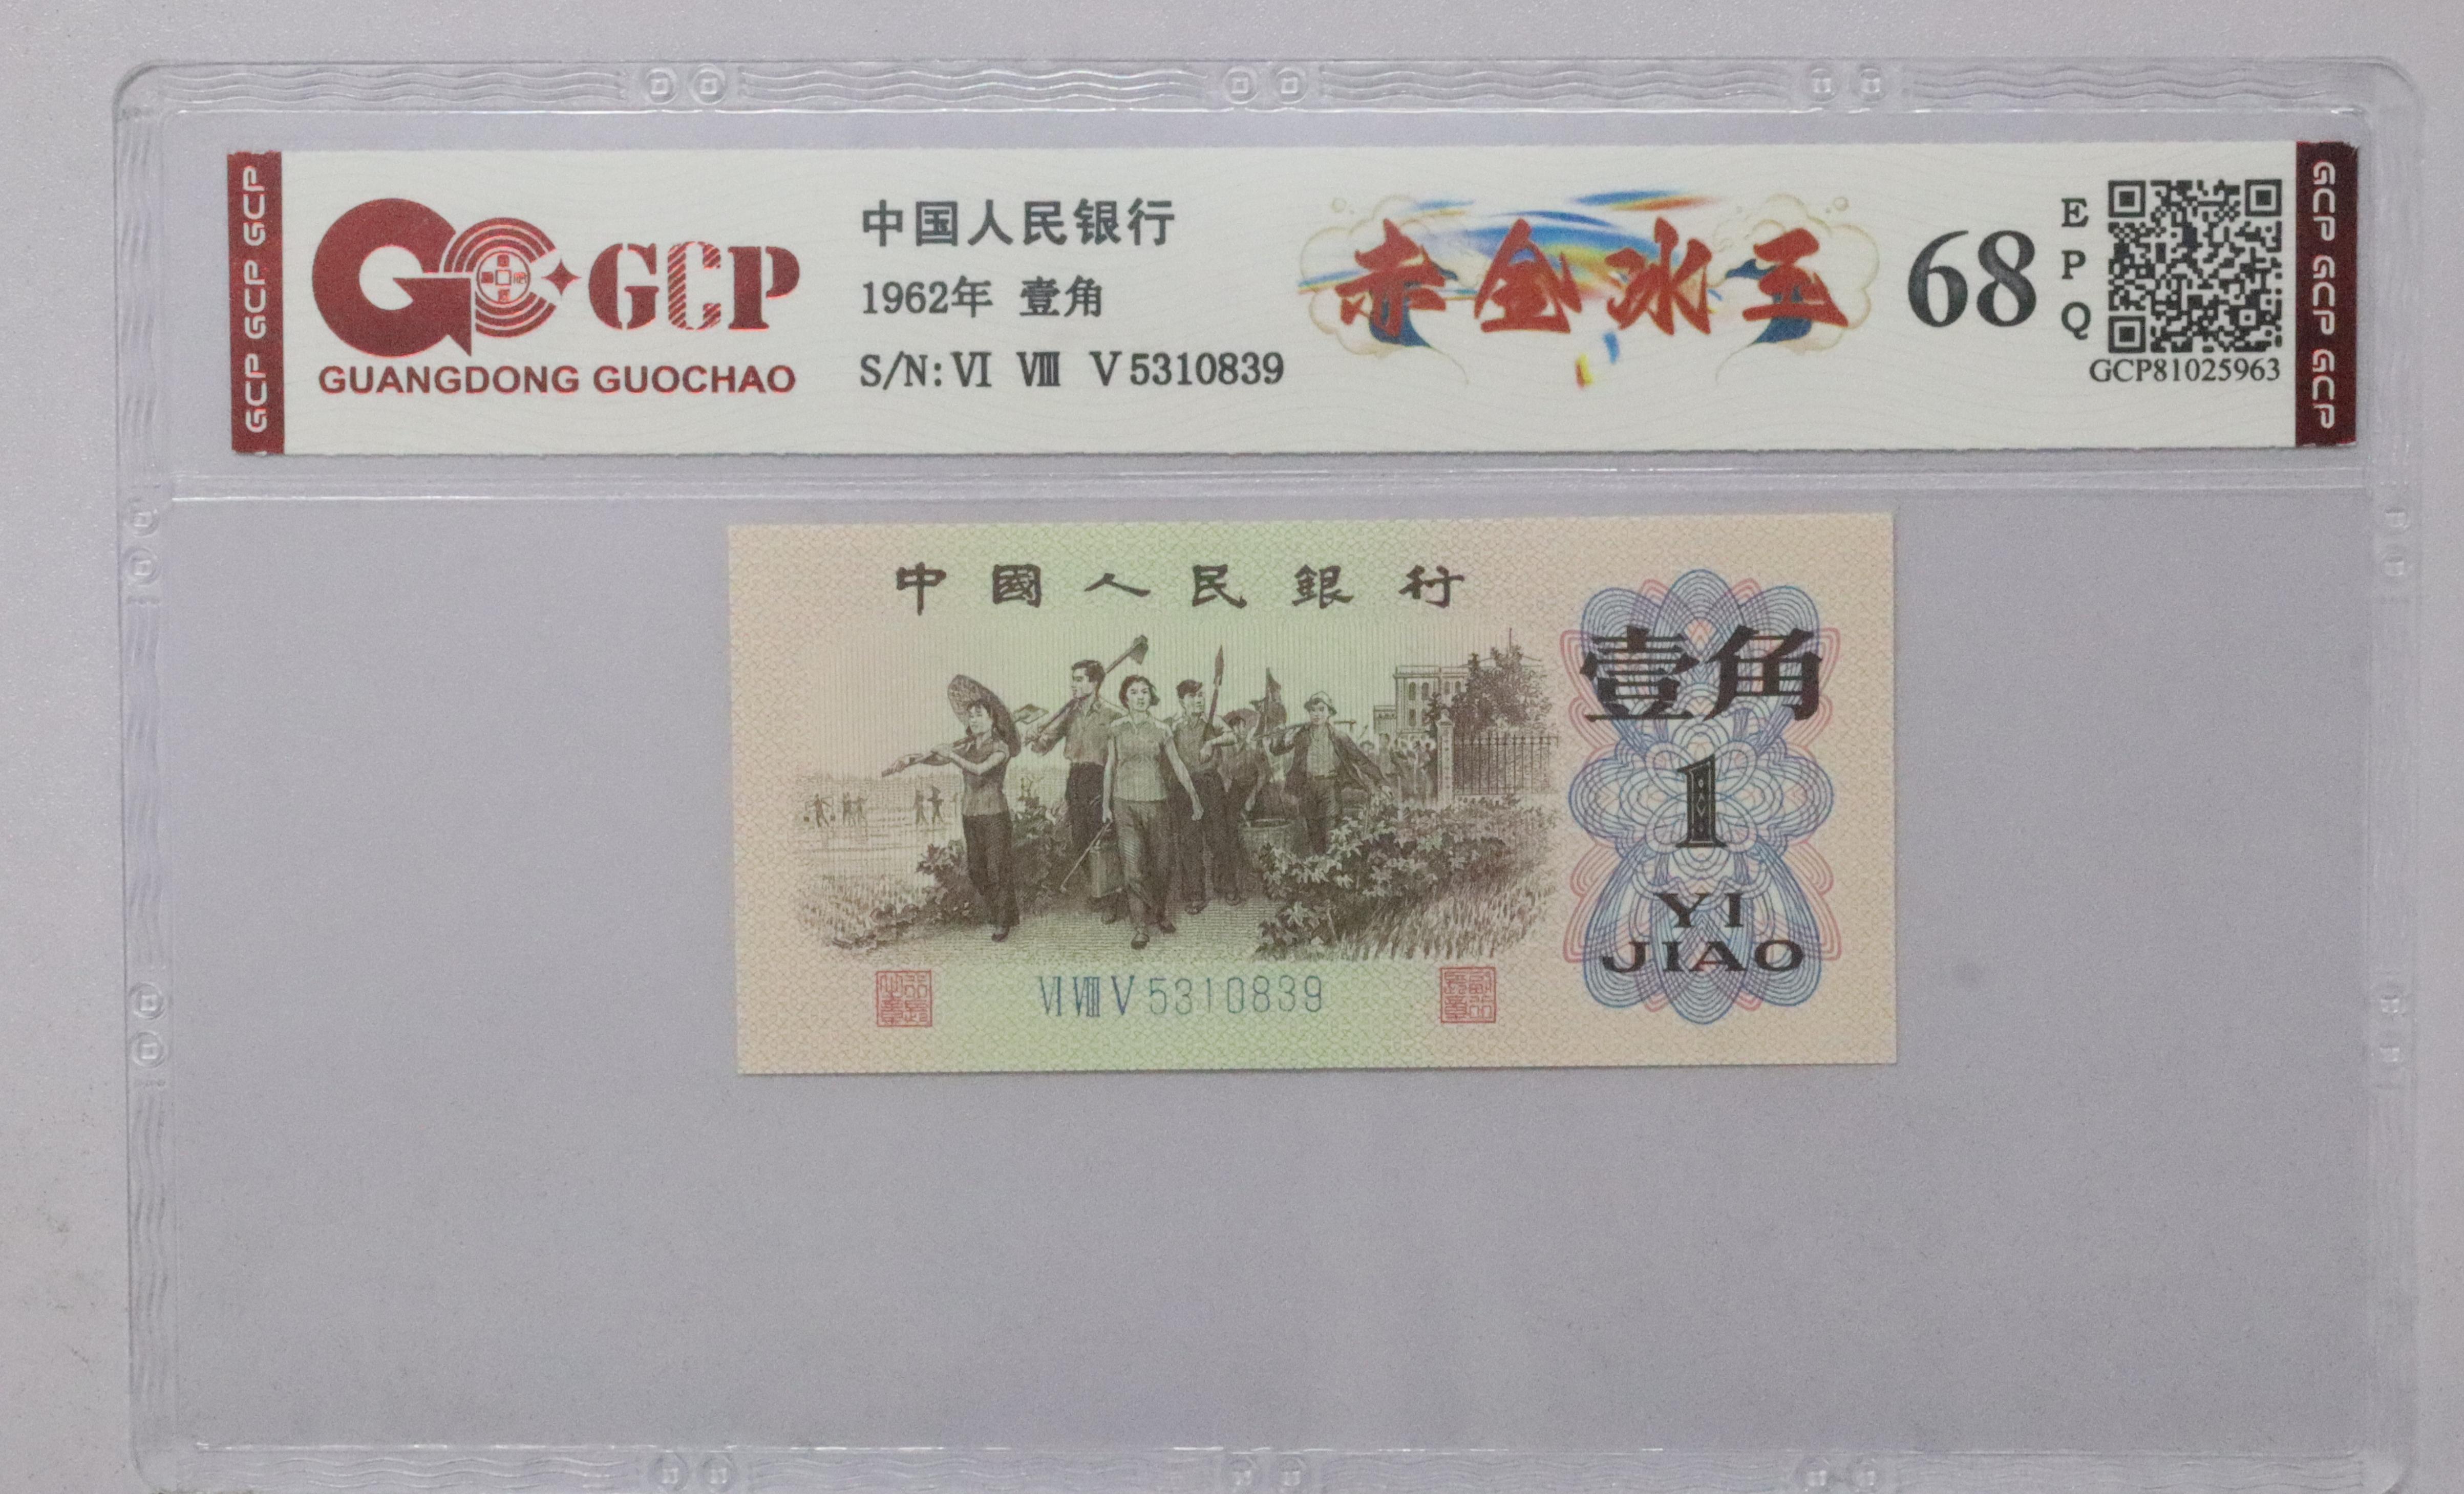 GCP GCP GCP
GCP
GUANGDONG GUOCHAO
中国人民银行
1962年 壹角
S/N: VI VIII V 5310839
赤金冰玉
68
E
P
Q
GCP81025963
GCP GCP GCP
中國人民銀行
壹角
1
YI
JIAO
VI VIII V 5310839